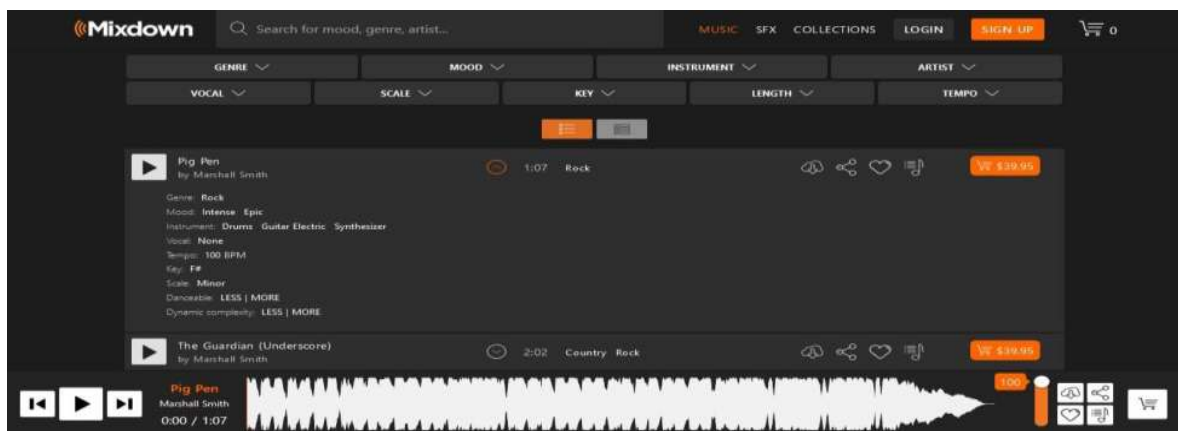 Mixdown Search for mood, genre, artist... MUSIC SFX COLLECTIONS LOGIN SIGN UP 0
GENRE MOOD INSTRUMENT ARTIST
VOCAL SCALE KEY LENGTH TEMPO
Pig Pen 1:07 Rock $39.95
by Marshall Smith
Genre: Rock
Mood: Intense Epic
Instrument: Drums Guitar Electric Synthesizer
Vocal: None
Tempo: 100 BPM
Key: F#
Scale: Minor
Danceable: LESS | MORE
Dynamic complexity: LESS | MORE
The Guardian (Underscore) 2:02 Country Rock $39.95
by Marshall Smith
Pig Pen 100
Marshall Smith
0:00 / 1:07